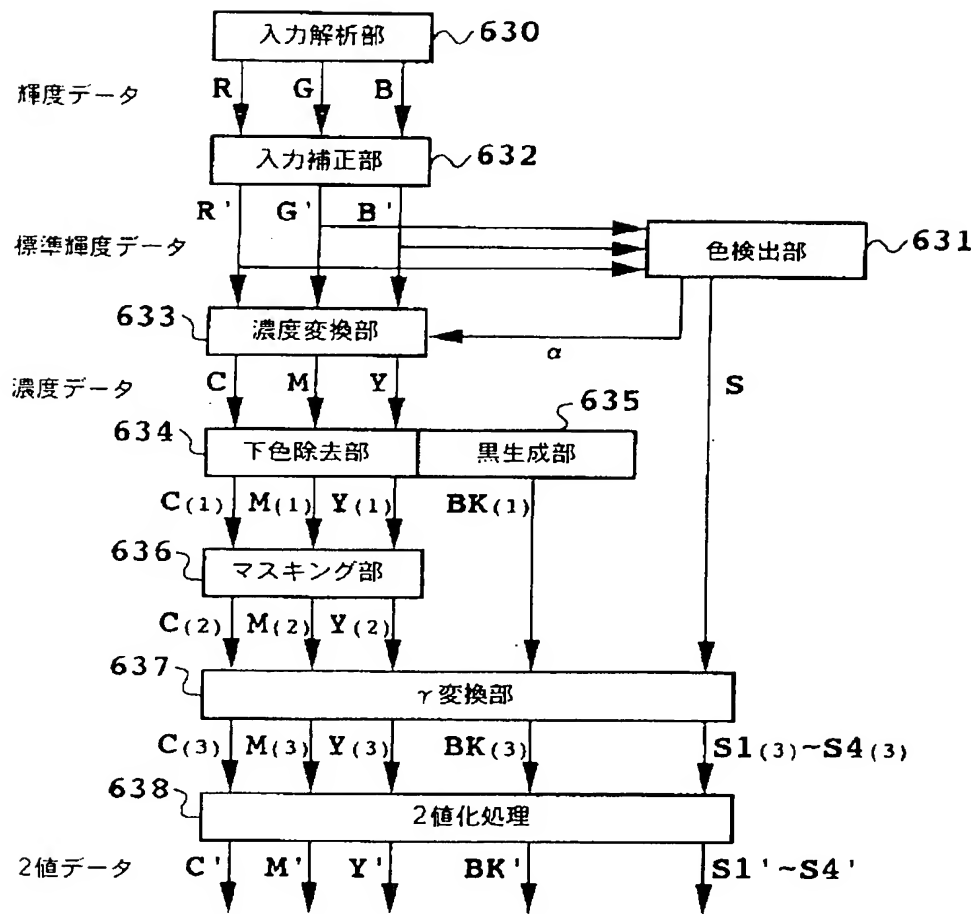 入力解析部 630
輝度データ R G B
入力補正部 632
R' G' B'
標準輝度データ 色検出部 631
633 濃度変換部
α
濃度データ C M Y S
635
634 下色除去部 黒生成部
C(1) M(1) Y(1) BK(1)
636 マスキング部
C(2) M(2) Y(2)
637 γ変換部
C(3) M(3) Y(3) BK(3) S1(3)~S4(3)
638 2値化処理
2値データ C' M' Y' BK' S1'~S4'